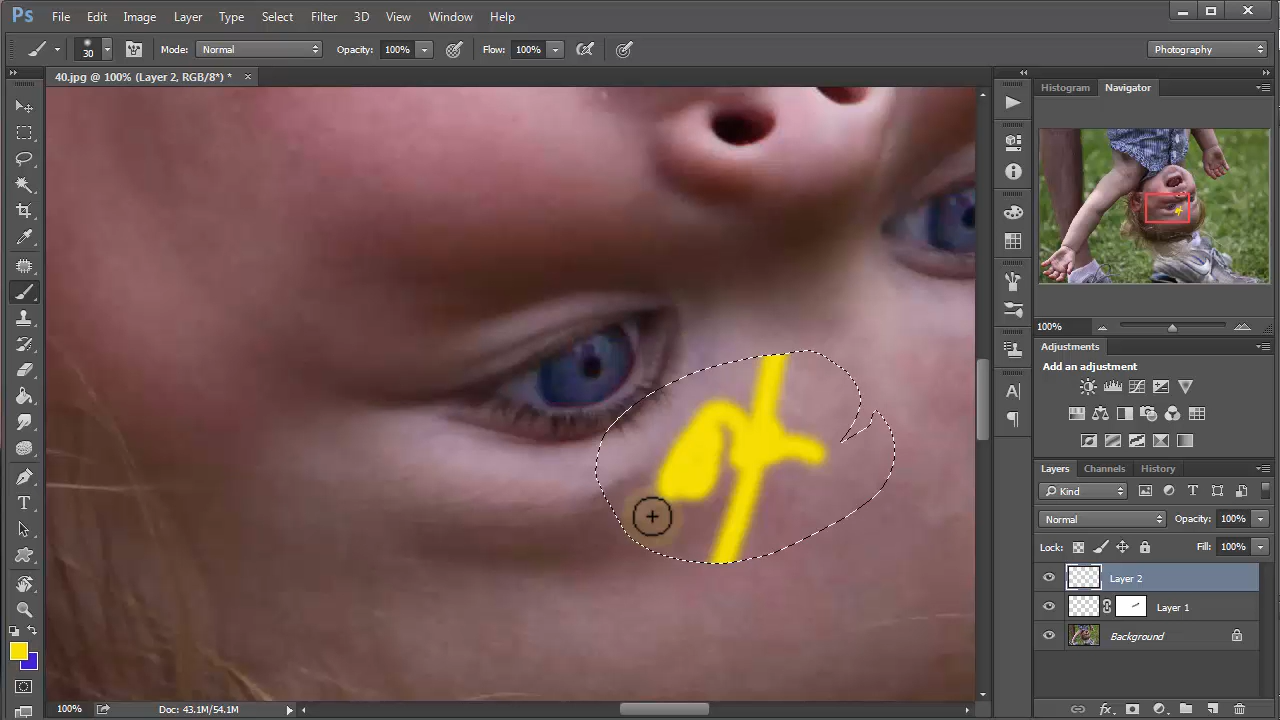 Ps File Edit Image Layer Type Select Filter 3D View Window Help
30 Mode: Normal Opacity: 100% Flow: 100% Photography
40.jpg @ 100% (Layer 2, RGB/8*) * ×
Histogram Navigator
100%
Adjustments
Add an adjustment
Layers Channels History
Kind
Normal Opacity: 100%
Lock: Fill: 100%
Layer 2
Layer 1
Background
100% Doc: 43.1M/54.1M